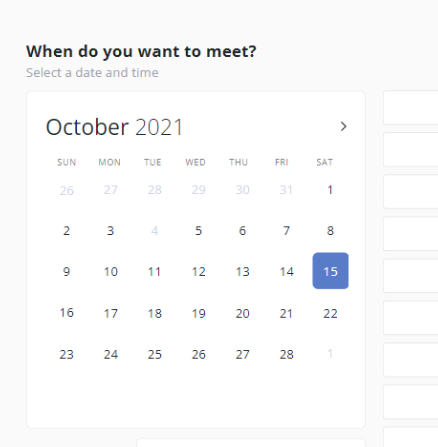 When do you want to meet?
Select a date and time
October 2021
SUN MON TUE WED THU FRI SAT
26 27 28 29 30 31 1
2 3 4 5 6 7 8
9 10 11 12 13 14 15
16 17 18 19 20 21 22
23 24 25 26 27 28 1